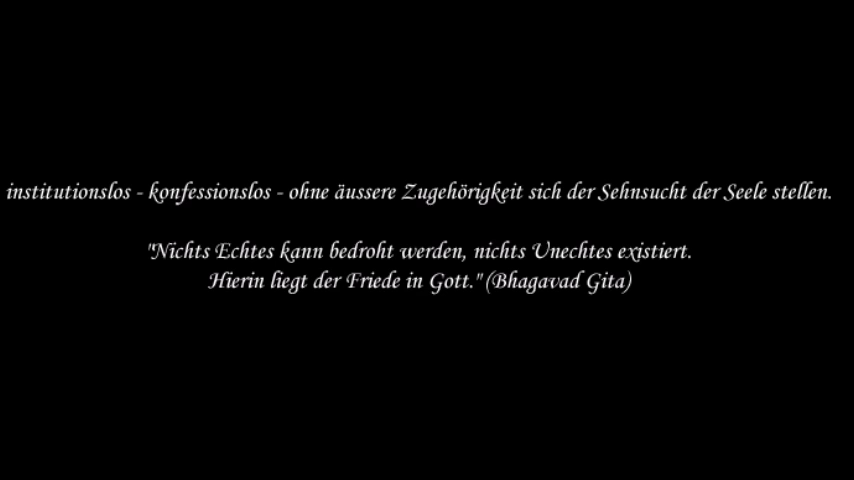 institutionslos - konfessionslos - ohne äussere Zugehörigkeit sich der Sehnsucht der Seele stellen.
"Nichts Echtes kann bedroht werden, nichts Unechtes existiert.
Hierin liegt der Friede in Gott." (Bhagavad Gita)